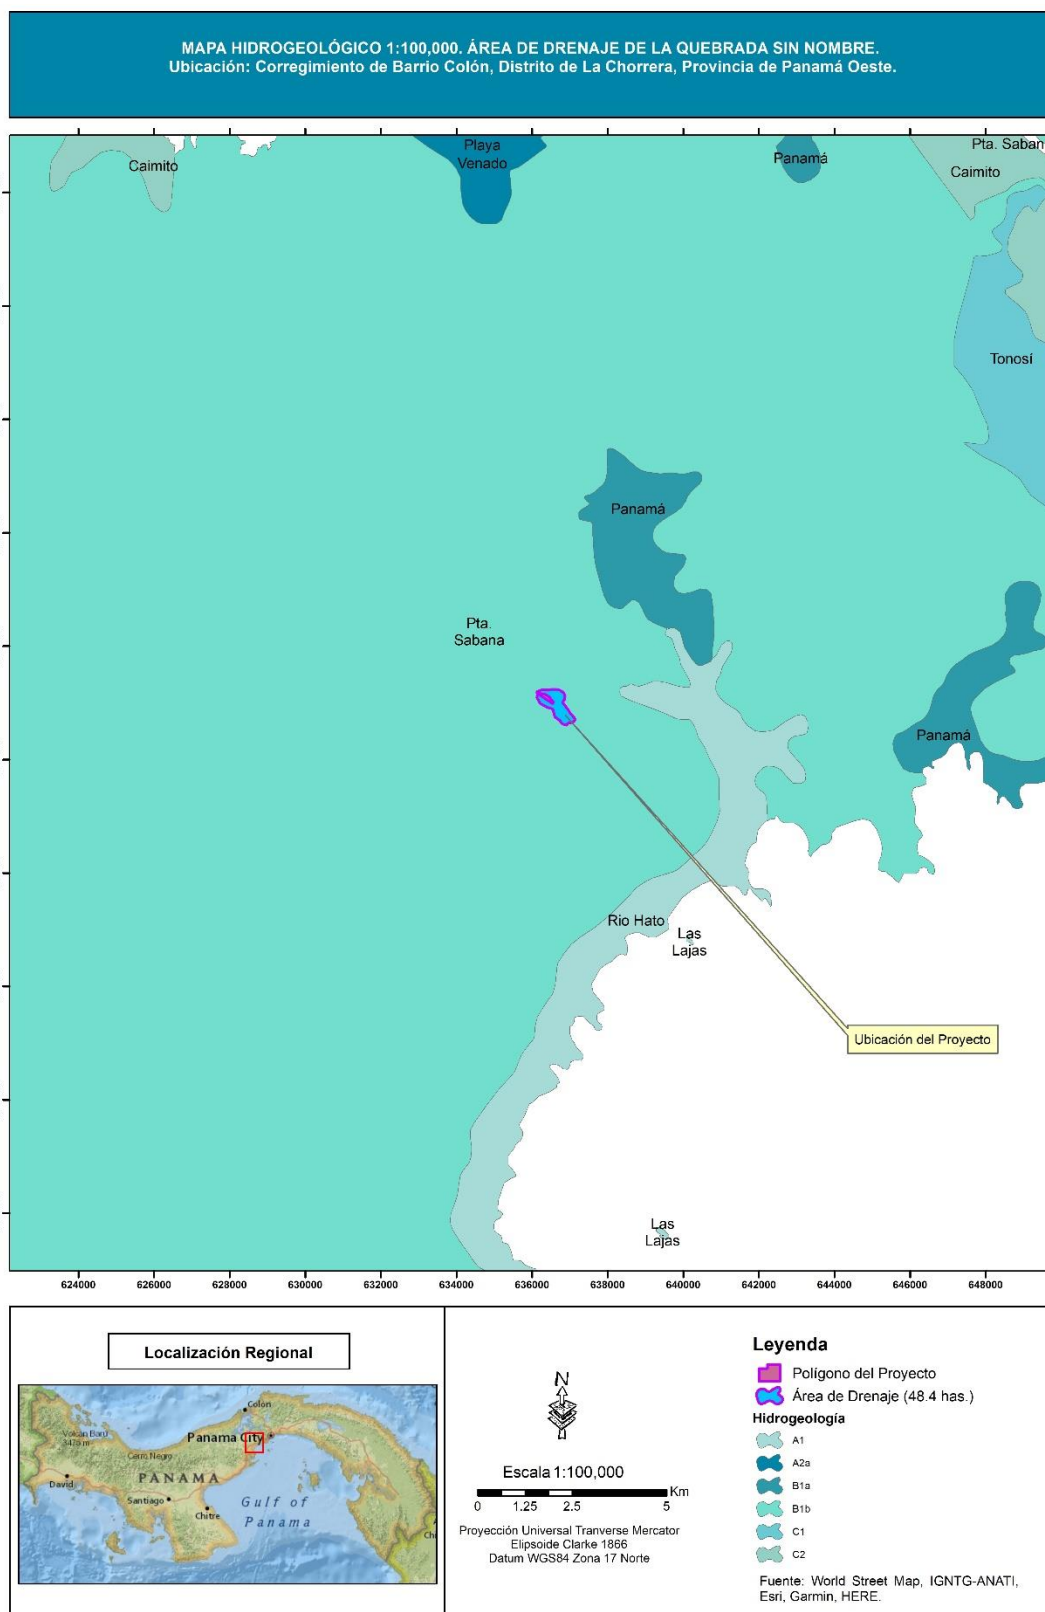 MAPA HIDROGEOLÓGICO 1:100,000. ÁREA DE DRENAJE DE LA QUEBRADA SIN NOMBRE.
Ubicación: Corregimiento de Barrio Colón, Distrito de La Chorrera, Provincia de Panamá Oeste.
Caimito
Playa
Venado
Panamá
Pta. Saban
Caimito
Tonosí
Panamá
Pta.
Sabana
Panamá
Rio Hato
Las
Lajas
Ubicación del Proyecto
Las
Lajas
624000 626000 628000 630000 632000 634000 636000 638000 640000 642000 644000 646000 648000
Localización Regional
Colón
Volcán Barú
3475 m
Panama City
Cerro Negro
PANAMA
David
Santiago
Chitre
Gulf of
Panama
N
Escala 1:100,000
Km
0 1.25 2.5 5
Proyección Universal Tranverse Mercator
Elipsoide Clarke 1866
Datum WGS84 Zona 17 Norte
Leyenda
Polígono del Proyecto
Área de Drenaje (48.4 has.)
Hidrogeología
A1
A2a
B1a
B1b
C1
C2
Fuente: World Street Map, IGNTG-ANATI,
Esri, Garmin, HERE.